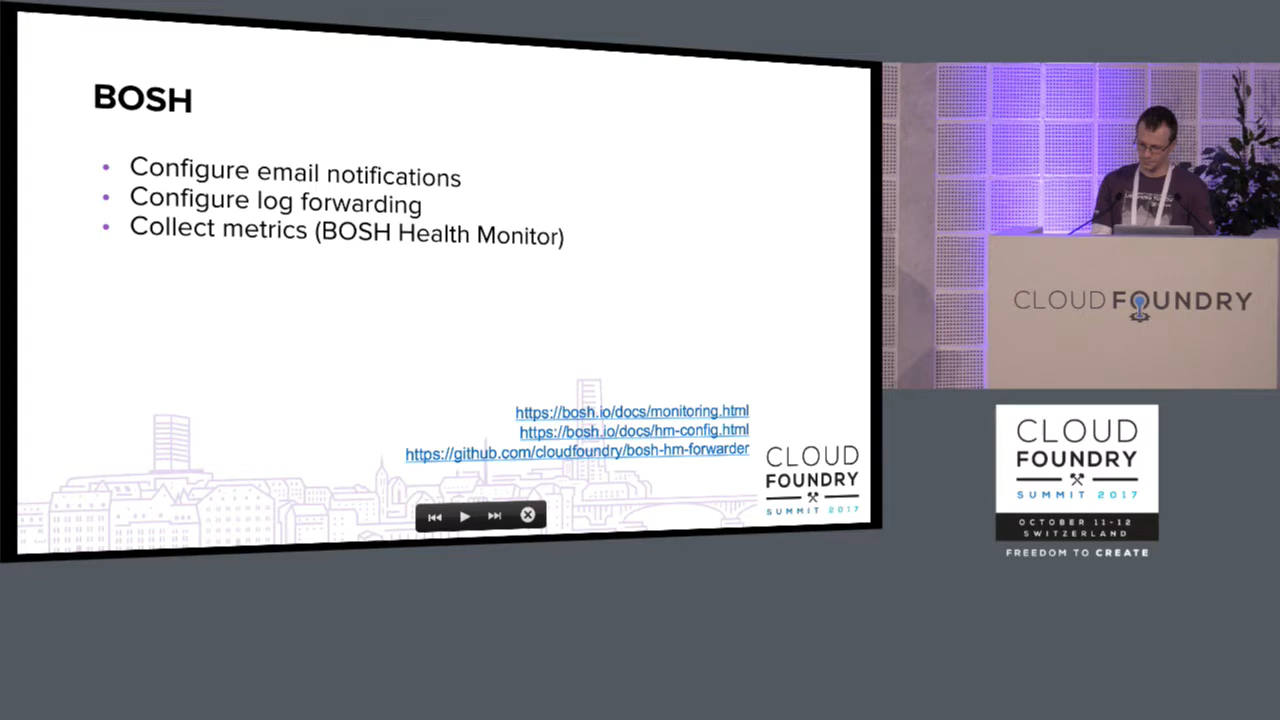 BOSH
• Configure email notifications
• Configure log forwarding
• Collect metrics (BOSH Health Monitor)
https://bosh.io/docs/monitoring.html
https://bosh.io/docs/hm-config.html
https://github.com/cloudfoundry/bosh-hm-forwarder
CLOUD
FOUNDRY
SUMMIT 2017
CLOUD FOUNDRY
CLOUD
FOUNDRY
SUMMIT 2017
OCTOBER 11-12
SWITZERLAND
FREEDOM TO CREATE